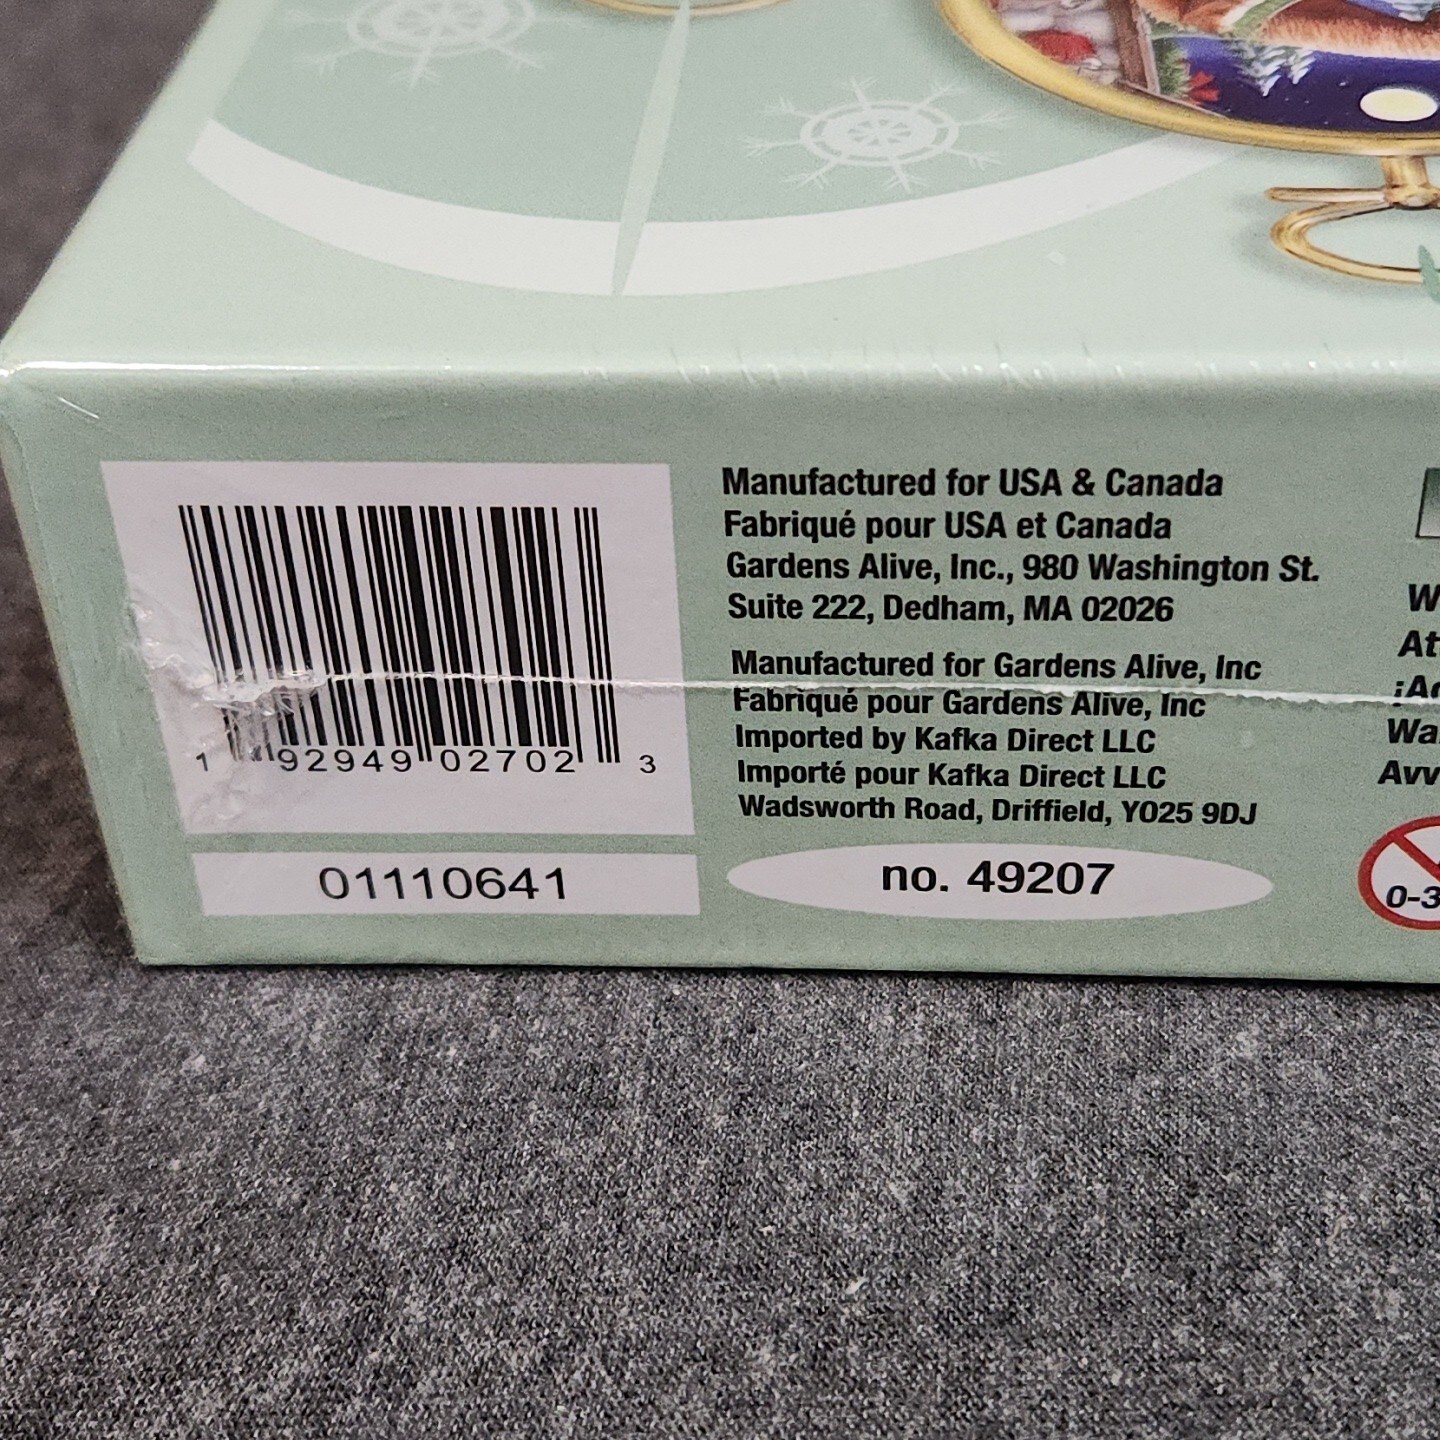 1 92949 02702 3
01110641
Manufactured for USA & Canada
Fabriqué pour USA et Canada
Gardens Alive, Inc., 980 Washington St.
Suite 222, Dedham, MA 02026
Manufactured for Gardens Alive, Inc
Fabriqué pour Gardens Alive, Inc
Imported by Kafka Direct LLC
Importé pour Kafka Direct LLC
Wadsworth Road, Driffield, YO25 9DJ
no. 49207
0-3